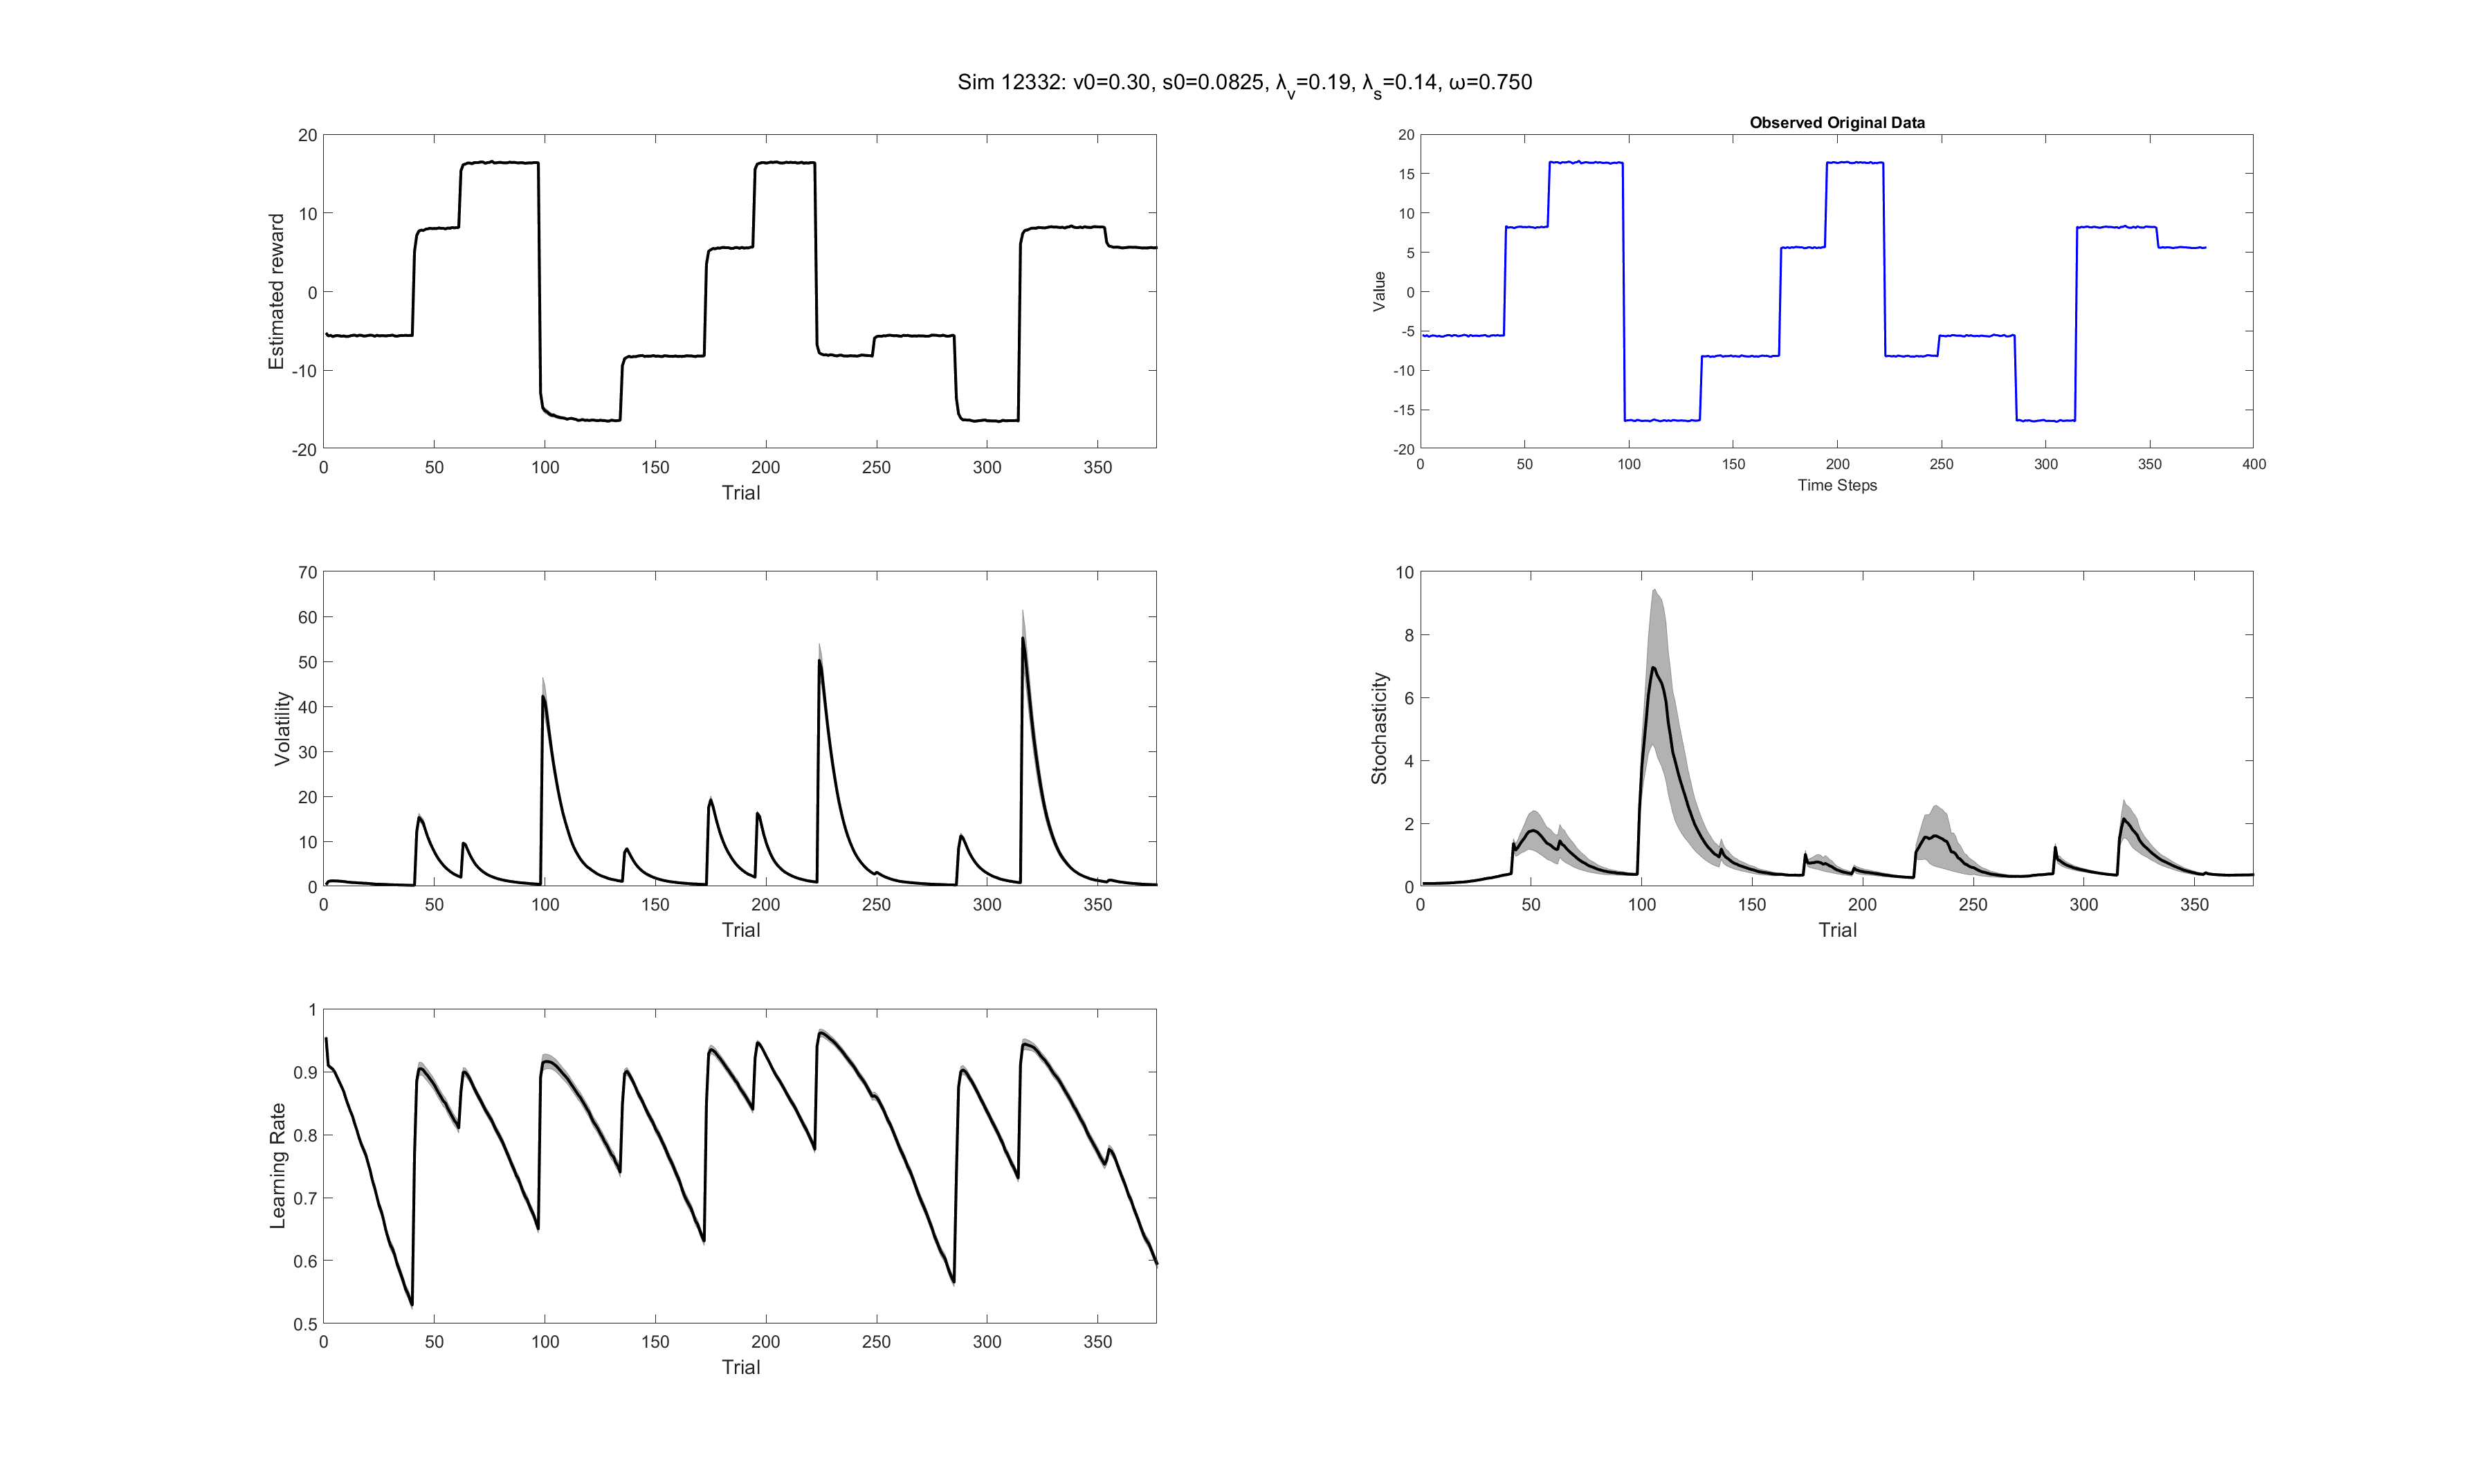 Sim 12332: v0=0.30, s0=0.0825, λv=0.19, λs=0.14, ω=0.750
20
10
0
-10
-20
Estimated reward
0 50 100 150 200 250 300 350
Trial
Observed Original Data
20
15
10
5
0
-5
-10
-15
-20
Value
0 50 100 150 200 250 300 350 400
Time Steps
70
60
50
40
30
20
10
0
Volatility
0 50 100 150 200 250 300 350
Trial
10
8
6
4
2
0
Stochasticity
0 50 100 150 200 250 300 350
Trial
1
0.9
0.8
0.7
0.6
0.5
Learning Rate
0 50 100 150 200 250 300 350
Trial